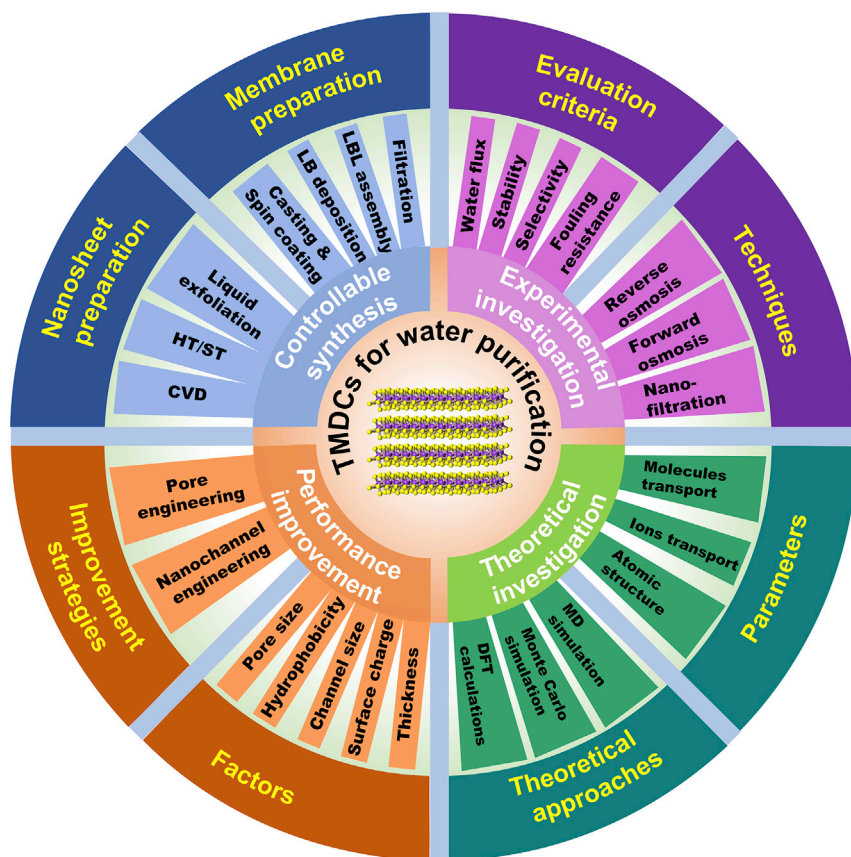 TMDCs for water purification
Controllable
synthesis
Membrane
preparation
Casting &
Spin coating
LB deposition
LBL assembly
Filtration
Nanosheet
preparation
Liquid
exfoliation
HT/ST
CVD
Experimental
investigation
Evaluation
criteria
Water flux
Stability
Selectivity
Fouling
resistance
Techniques
Reverse
osmosis
Forward
osmosis
Nano-
filtration
Theoretical
investigation
Parameters
Molecules
transport
Ions transport
Atomic
structure
Theoretical
approaches
MD
simulation
Monte Carlo
simulation
DFT
calculations
Performance
improvement
Factors
Pore size
Hydrophobicity
Channel size
Surface charge
Thickness
Improvement
strategies
Pore
engineering
Nanochannel
engineering